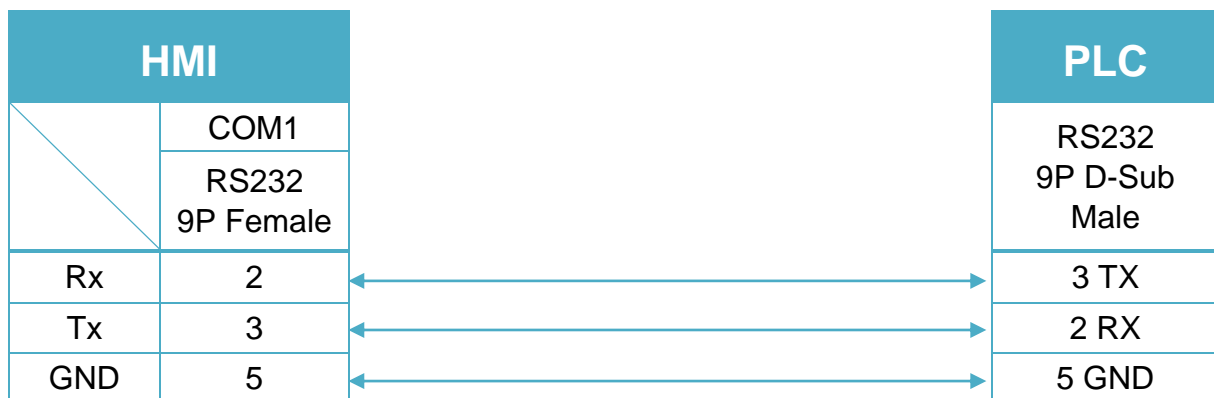 HMI
PLC
COM1
RS232
9P Female
RS232
9P D-Sub
Male
Rx 2 3 TX
Tx 3 2 RX
GND 5 5 GND